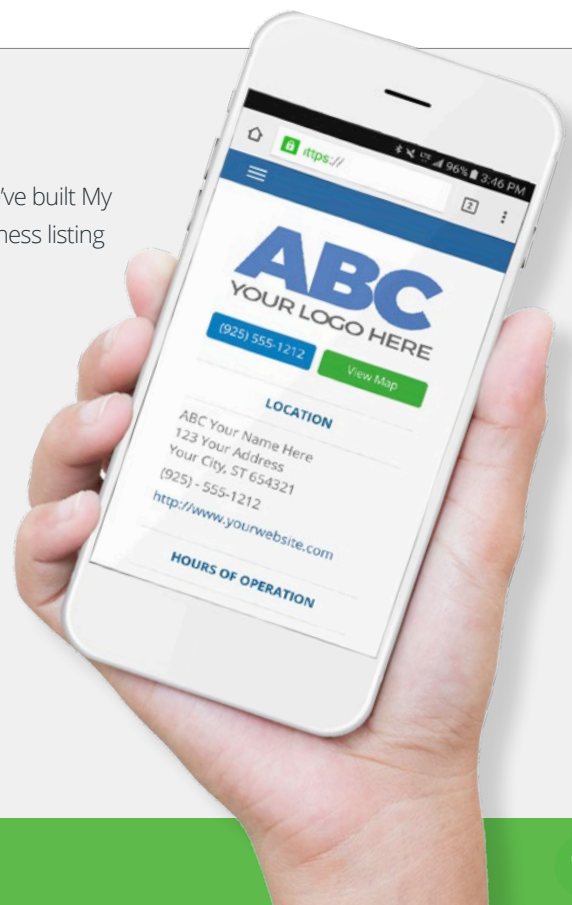 've built My
ness listing
ttps://
LTE 96% 3:46 PM
2
ABC
YOUR LOGO HERE
(925) 555-1212
View Map
LOCATION
ABC Your Name Here
123 Your Address
Your City, ST 654321
(925) - 555-1212
http://www.yourwebsite.com
HOURS OF OPERATION